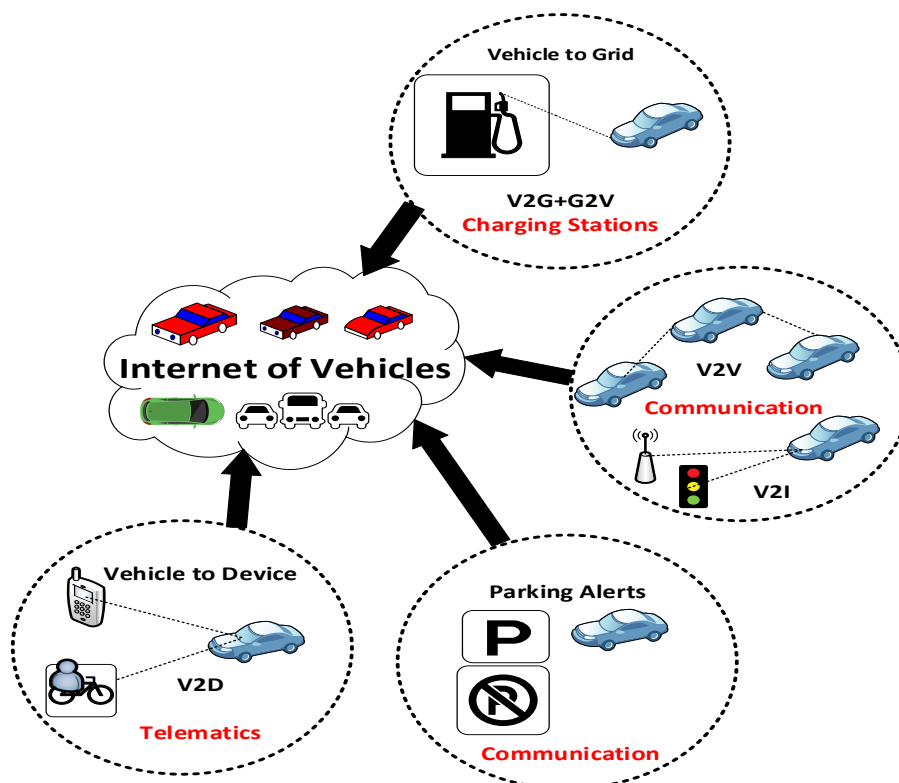 Vehicle to Grid
V2G+G2V
Charging Stations
Internet of Vehicles
V2V
Communication
V2I
Vehicle to Device
V2D
Telematics
Parking Alerts
P
P
Communication